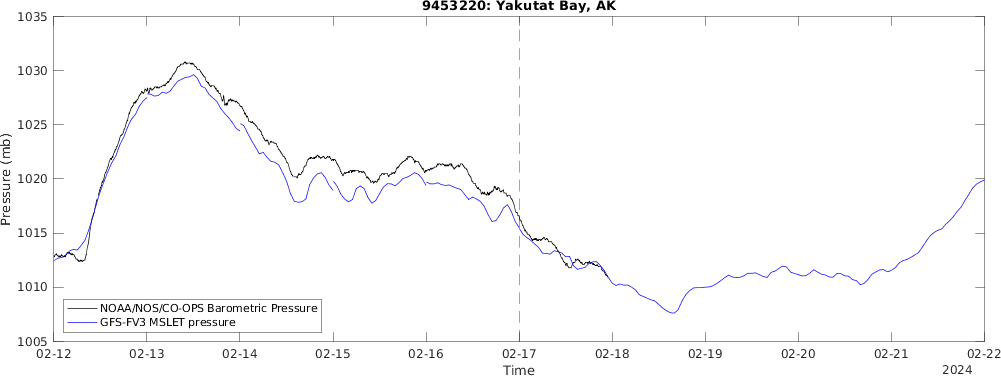 9453220: Yakutat Bay, AK
Pressure (mb)
1035
1030
1025
1020
1015
1010
1005
NOAA/NOS/CO-OPS Barometric Pressure
GFS-FV3 MSLET pressure
02-12 02-13 02-14 02-15 02-16 02-17 02-18 02-19 02-20 02-21 02-22
Time
2024